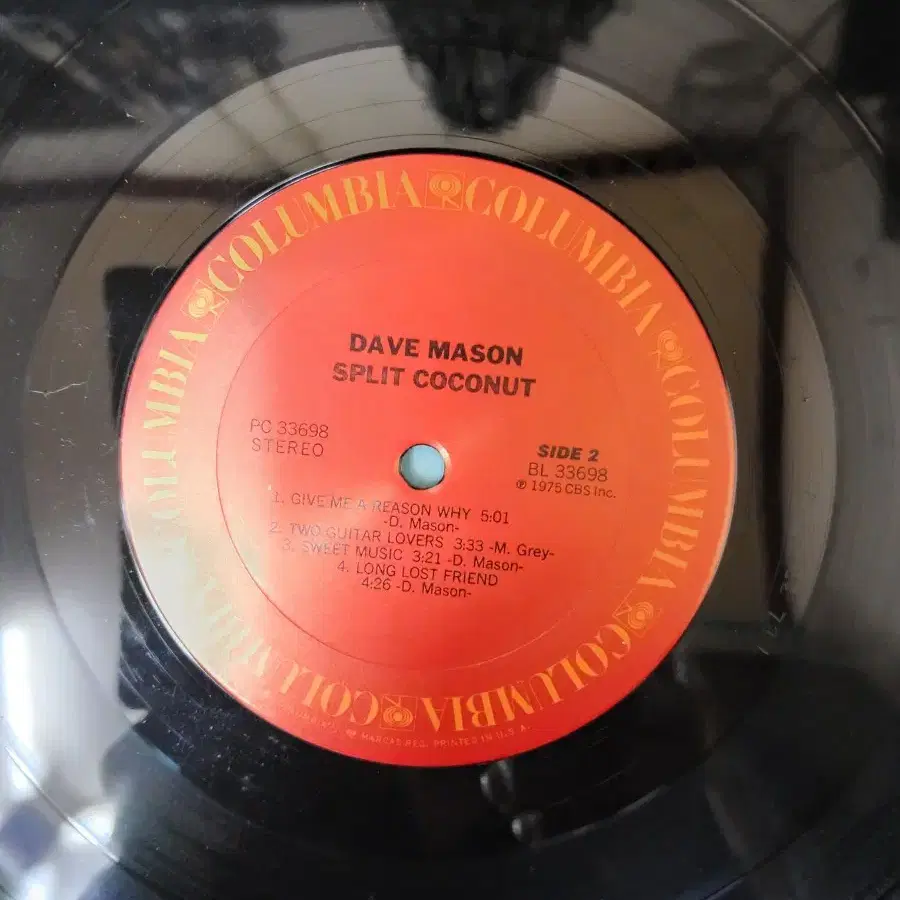 COLUMBIA COLUMBIA COLUMBIA COLUMBIA COLUMBIA COLUMBIA
DAVE MASON
SPLIT COCONUT
PC 33698
STEREO
SIDE 2
BL 33698
℗ 1975 CBS Inc.
1. GIVE ME A REASON WHY 5:01
-D. Mason-
2. TWO GUITAR LOVERS 3:33 -M. Grey-
3. SWEET MUSIC 3:21 -D. Mason-
4. LONG LOST FRIEND
4:26 -D. Mason-
MARCAS REG. PRINTED IN U.S.A.